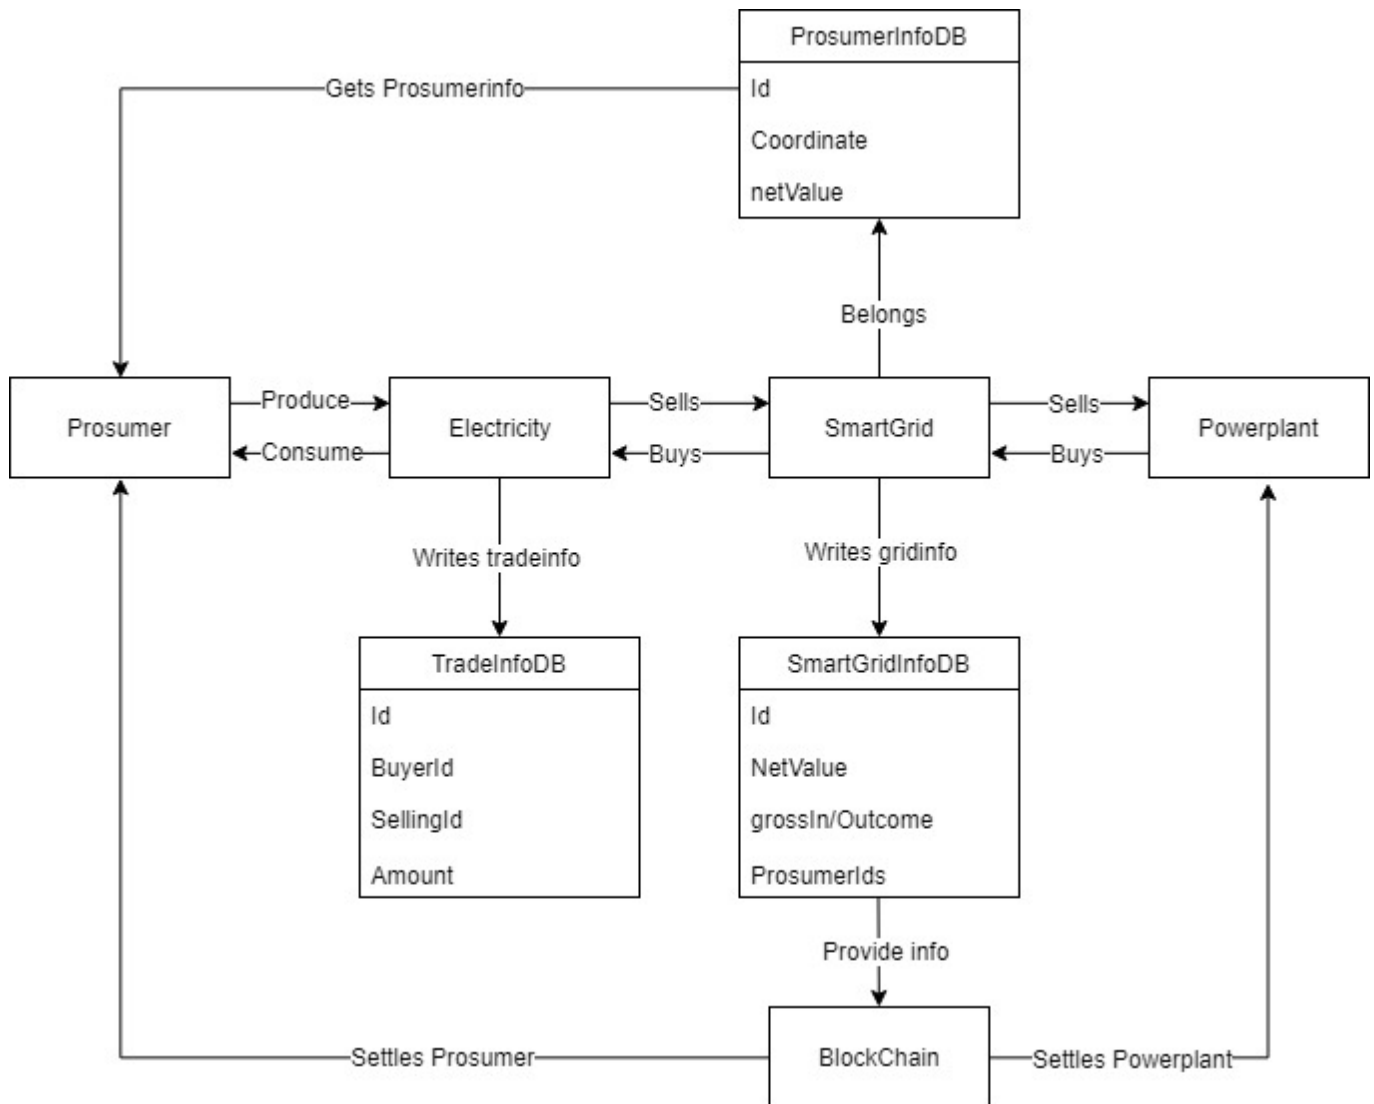 ProsumerInfoDB
Gets Prosumerinfo
Id
Coordinate
netValue
Belongs
Prosumer
Produce
Consume
Electricity
Sells
Buys
SmartGrid
Sells
Buys
Powerplant
Writes tradeinfo
Writes gridinfo
TradeInfoDB
Id
BuyerId
SellingId
Amount
SmartGridInfoDB
Id
NetValue
grossIn/Outcome
ProsumerIds
Provide info
Settles Prosumer
BlockChain
Settles Powerplant